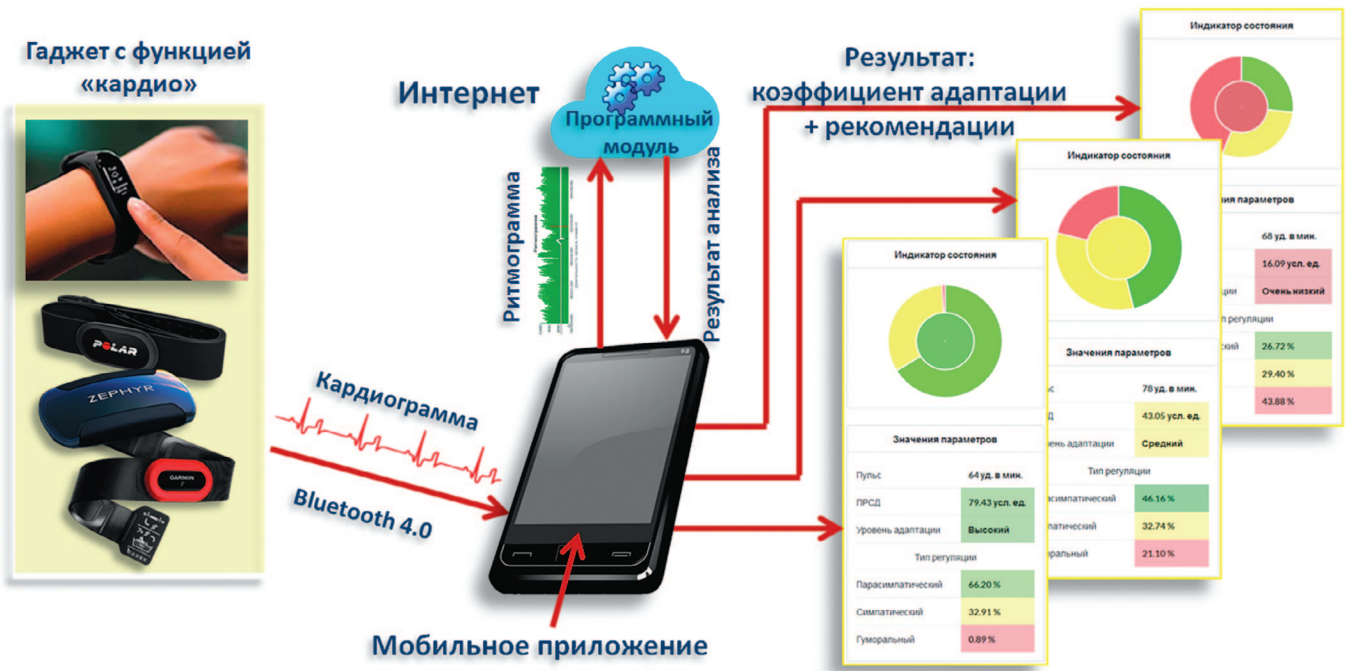 Гаджет с функцией
«кардио»
POLAR
ZEPHYR
GARMIN
Интернет
Программный
модуль
Ритмограмма
Результат анализа
Кардиограмма
Bluetooth 4.0
Мобильное приложение
Результат:
коэффициент адаптации
+ рекомендации
Индикатор состояния
Значения параметров
Пульс 64 уд. в мин.
ПРСД 79.43 усл. ед.
Уровень адаптации Высокий
Тип регуляции
Парасимпатический 66.20 %
Симпатический 32.91 %
Гуморальный 0.89 %
Индикатор состояния
Значения параметров
78 уд. в мин.
43.05 усл. ед.
адаптации Средний
Тип регуляции
46.16 %
32.74 %
21.10 %
Индикатор состояния
параметров
68 уд. в мин.
16.09 усл. ед.
Очень низкий
26.72 %
29.40 %
43.88 %